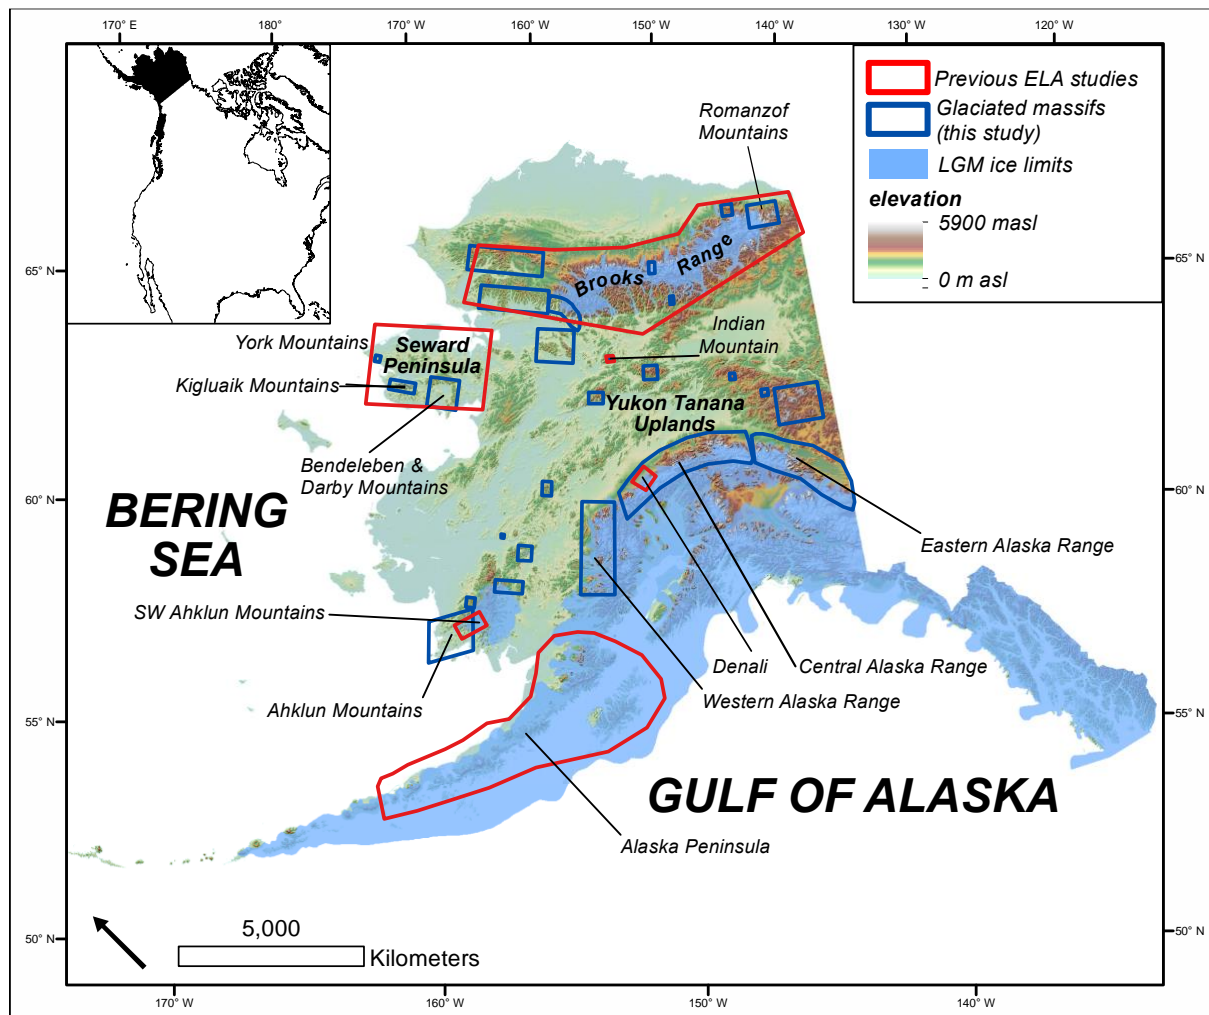 170° E
180°
170° W
160° W
150° W
140° W
130° W
120° W
Previous ELA studies
Glaciated massifs
(this study)
LGM ice limits
elevation
5900 masl
0 m asl
Romanzof
Mountains
65° N
65° N
Brooks Range
York Mountains
Seward
Peninsula
Indian
Mountain
Kigluaik Mountains
Yukon Tanana
Uplands
Bendeleben &
Darby Mountains
60° N
60° N
BERING
SEA
Eastern Alaska Range
SW Ahklun Mountains
Denali
Central Alaska Range
Ahklun Mountains
Western Alaska Range
55° N
55° N
GULF OF ALASKA
Alaska Peninsula
5,000
Kilometers
50° N
50° N
170° W
160° W
150° W
140° W